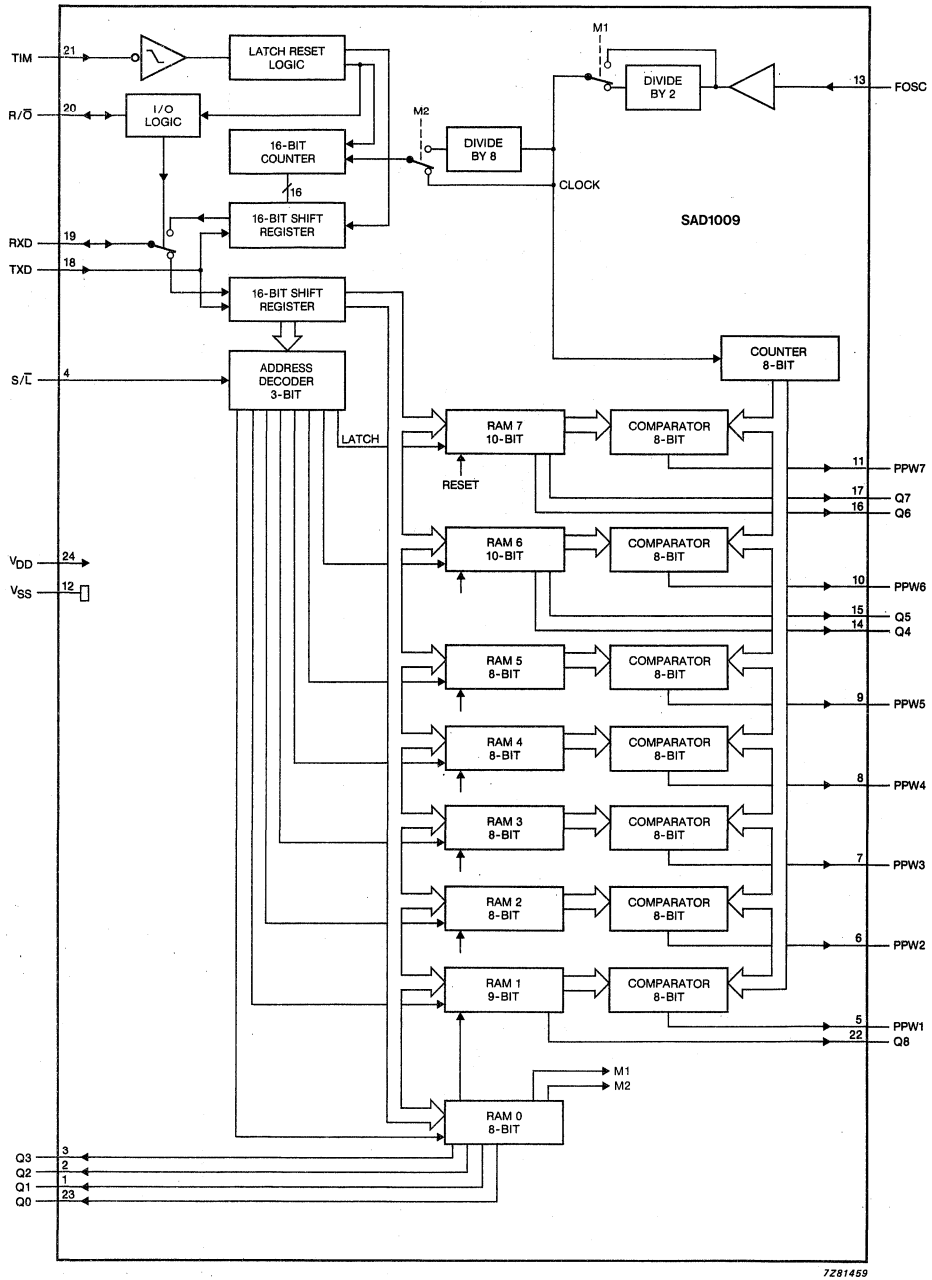 M1
TIM
21
LATCH RESET
LOGIC
DIVIDE
BY 2
13
FOSC
R/O̅
20
I/O
LOGIC
M2
16-BIT
COUNTER
DIVIDE
BY 8
CLOCK
16
SAD1009
16-BIT SHIFT
REGISTER
RXD
19
TXD
18
16-BIT SHIFT
REGISTER
COUNTER
8-BIT
S/L̅
4
ADDRESS
DECODER
3-BIT
LATCH
RAM 7
10-BIT
COMPARATOR
8-BIT
11
PPW7
RESET
17
Q7
16
Q6
RAM 6
10-BIT
COMPARATOR
8-BIT
VDD
24
VSS
12
10
PPW6
15
Q5
14
Q4
RAM 5
8-BIT
COMPARATOR
8-BIT
9
PPW5
RAM 4
8-BIT
COMPARATOR
8-BIT
8
PPW4
RAM 3
8-BIT
COMPARATOR
8-BIT
7
PPW3
RAM 2
8-BIT
COMPARATOR
8-BIT
6
PPW2
RAM 1
9-BIT
COMPARATOR
8-BIT
5
PPW1
22
Q8
M1
M2
RAM 0
8-BIT
Q3
3
Q2
2
Q1
1
Q0
23
7Z81459